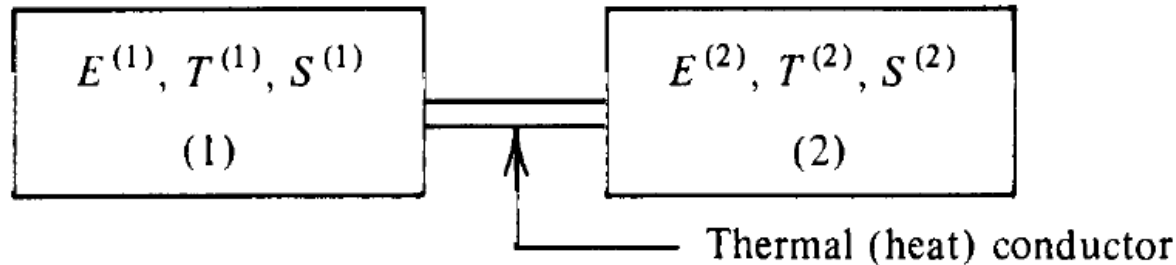 E^(1), T^(1), S^(1)
(1)
E^(2), T^(2), S^(2)
(2)
Thermal (heat) conductor